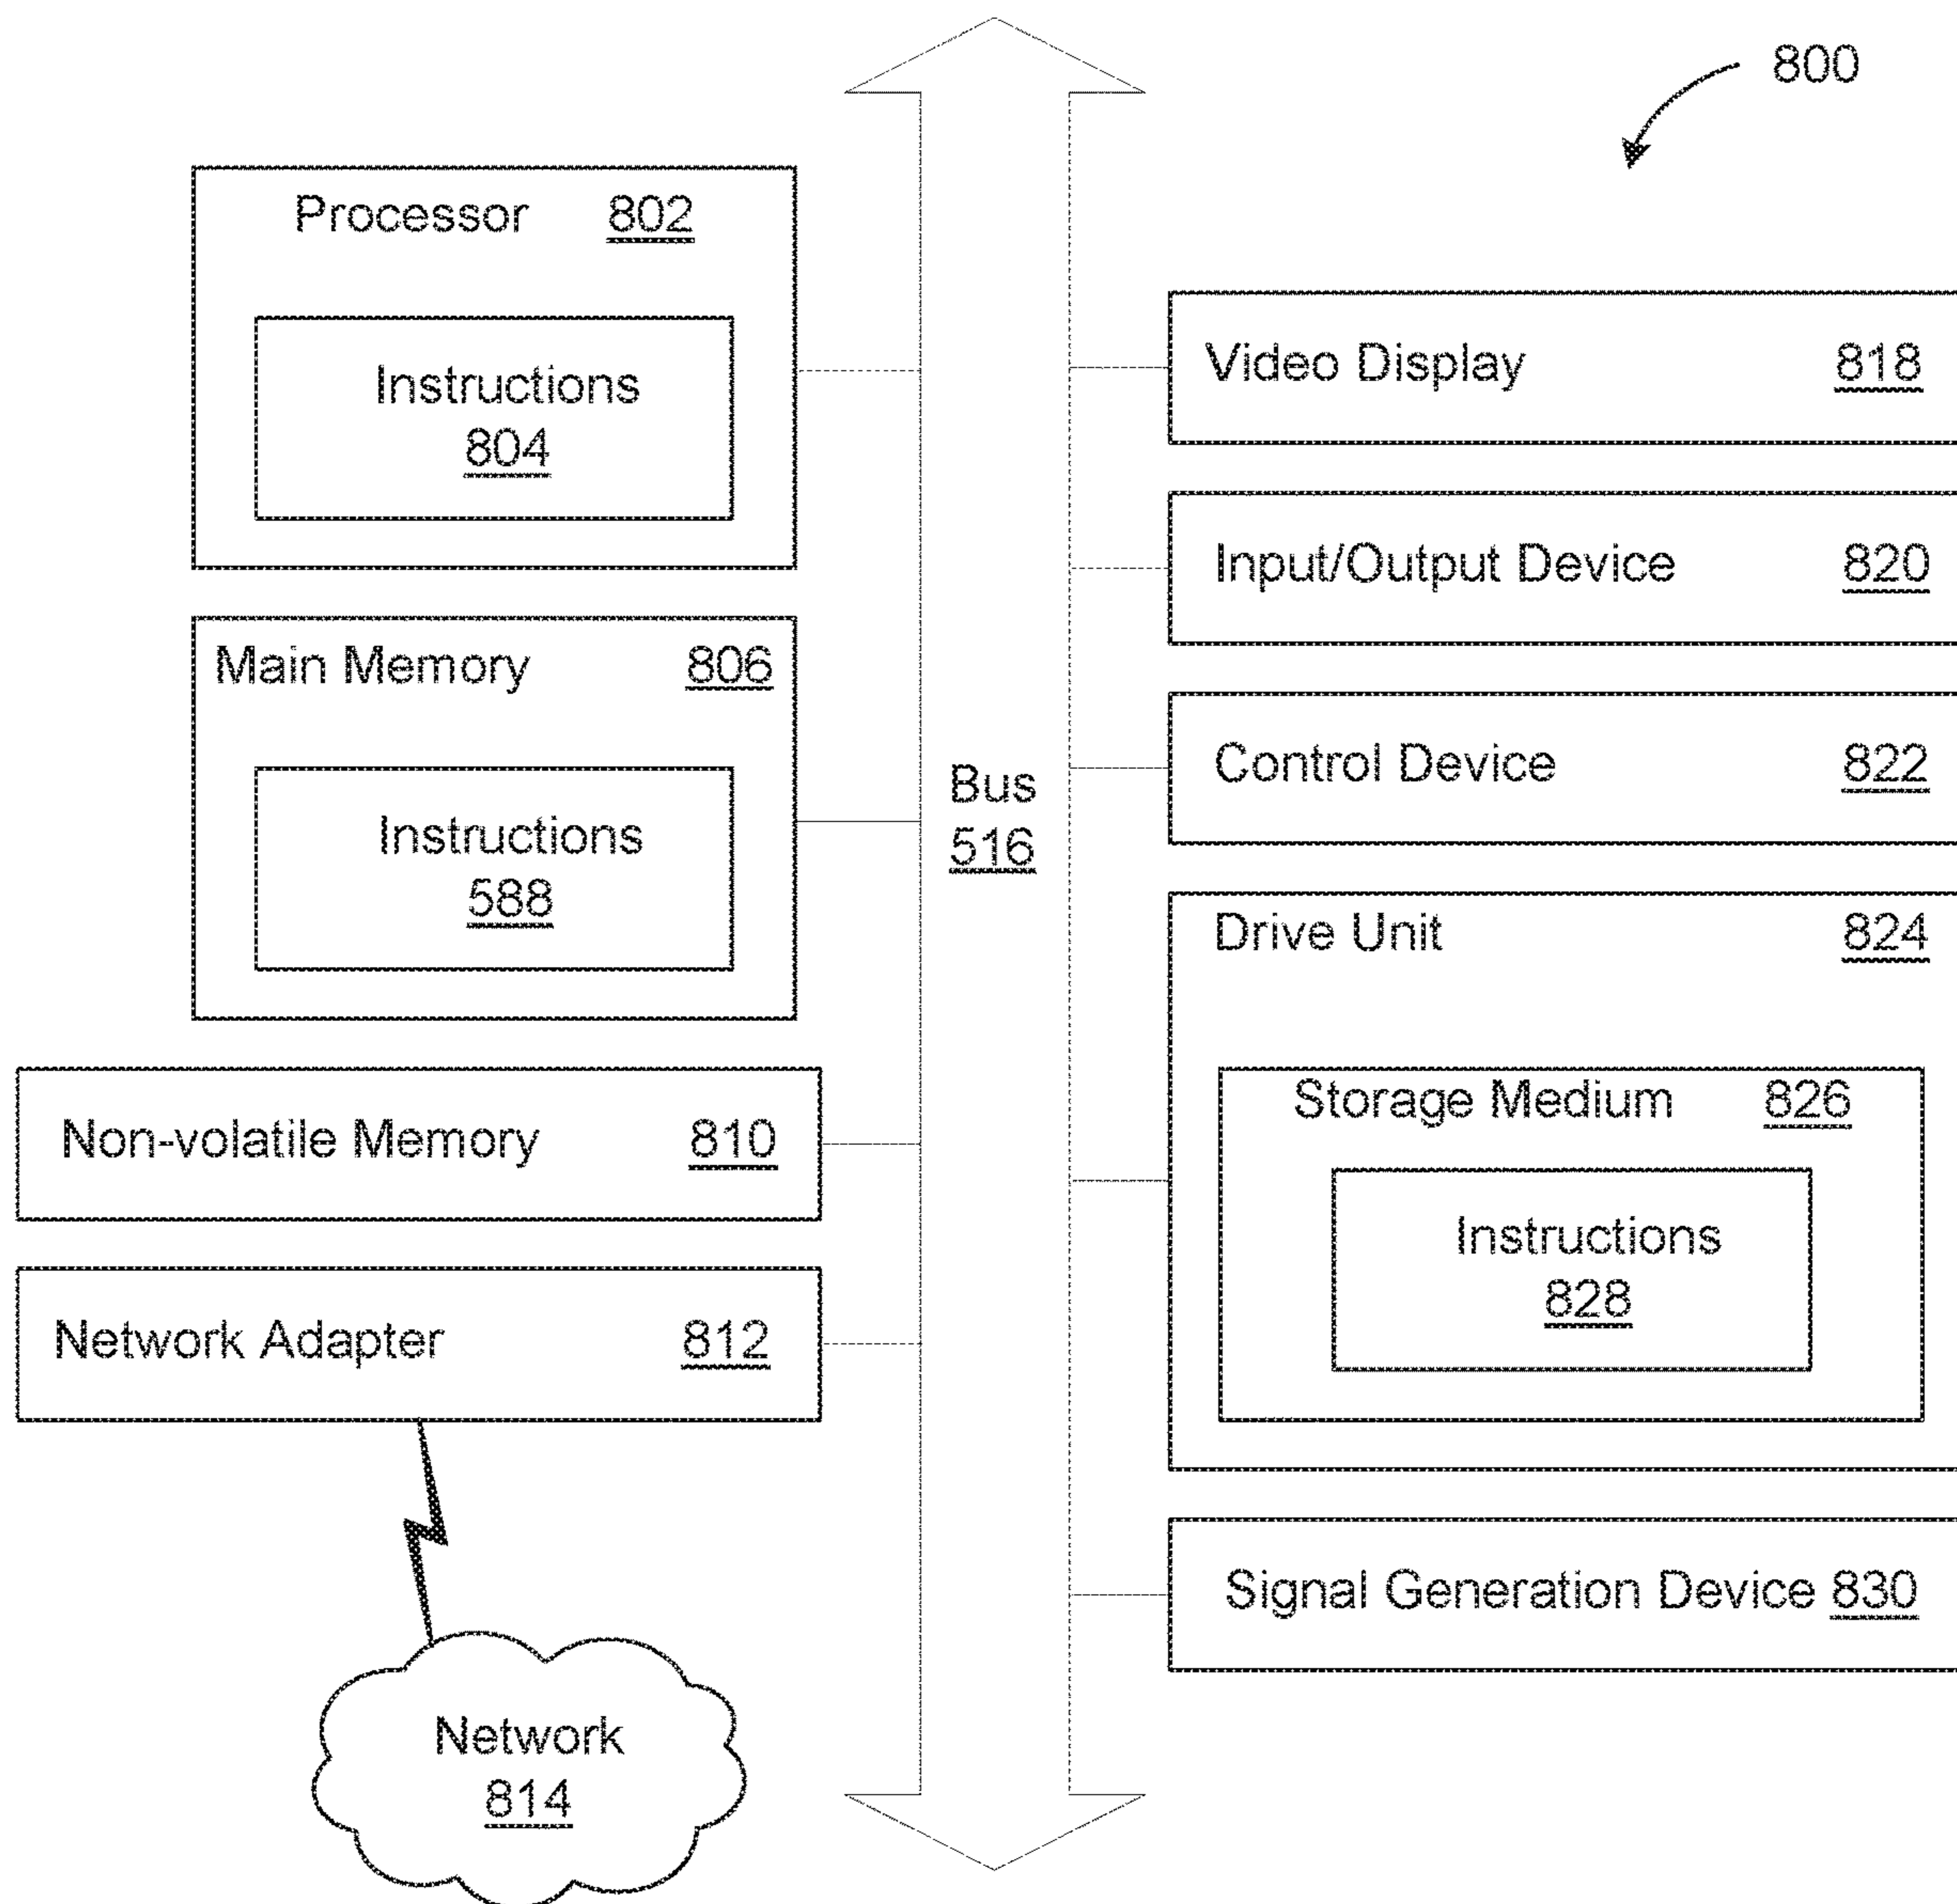 800
Processor 802
Instructions
804
Main Memory 806
Instructions
588
Non-volatile Memory 810
Network Adapter 812
Network
814
Bus
516
Video Display 818
Input/Output Device 820
Control Device 822
Drive Unit 824
Storage Medium 826
Instructions
828
Signal Generation Device 830